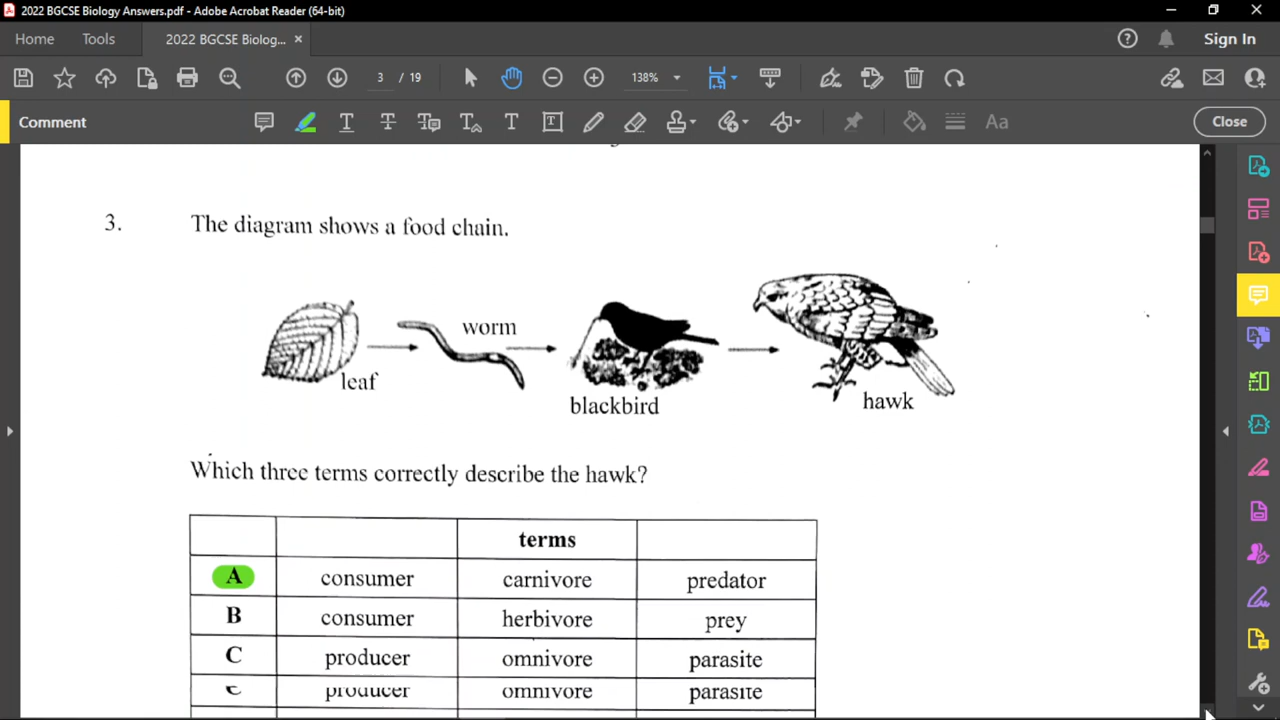 2022 BGCSE Biology Answers.pdf - Adobe Acrobat Reader (64-bit)
Home Tools 2022 BGCSE Biolog... × Sign In
3 / 19 138%
Comment Close
3. The diagram shows a food chain.
worm
leaf
blackbird hawk
Which three terms correctly describe the hawk?
terms
A consumer carnivore predator
B consumer herbivore prey
C producer omnivore parasite
C producer omnivore parasite